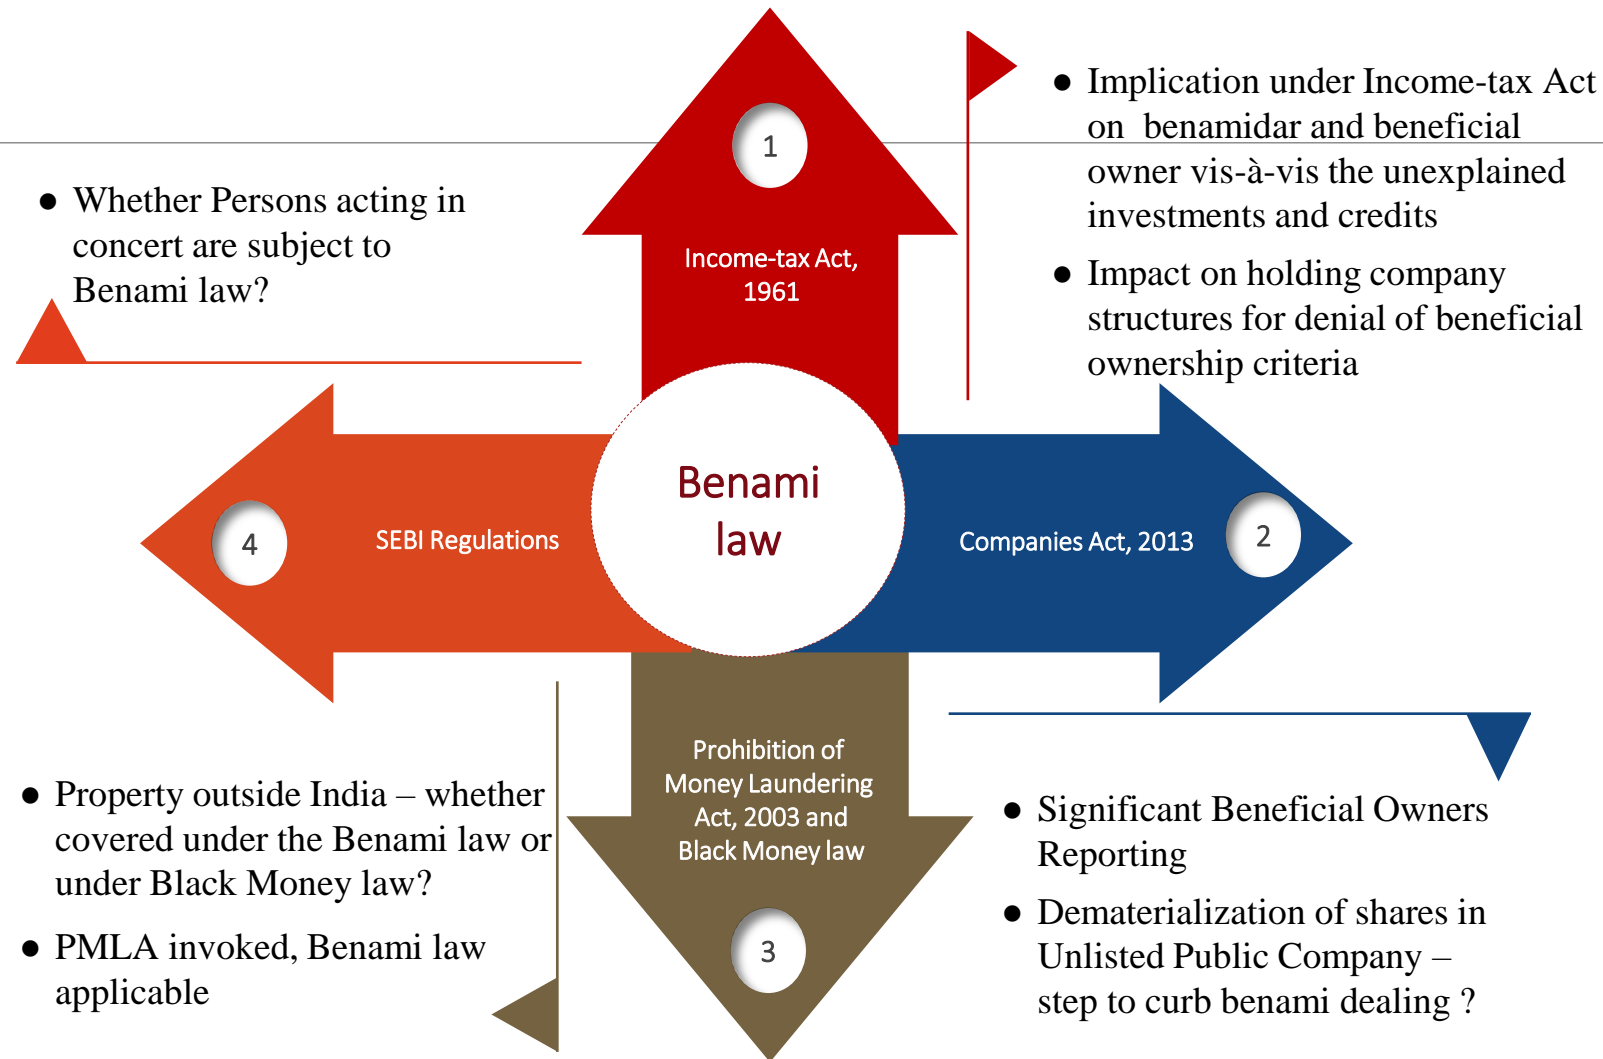 1
Income-tax Act,
1961
● Implication under Income-tax Act
on benamidar and beneficial
owner vis-à-vis the unexplained
investments and credits
● Impact on holding company
structures for denial of beneficial
ownership criteria
● Whether Persons acting in
concert are subject to
Benami law?
Benami
law
4
SEBI Regulations
Companies Act, 2013
2
Prohibition of
Money Laundering
Act, 2003 and
Black Money law
3
● Property outside India – whether
covered under the Benami law or
under Black Money law?
● PMLA invoked, Benami law
applicable
● Significant Beneficial Owners
Reporting
● Dematerialization of shares in
Unlisted Public Company –
step to curb benami dealing ?